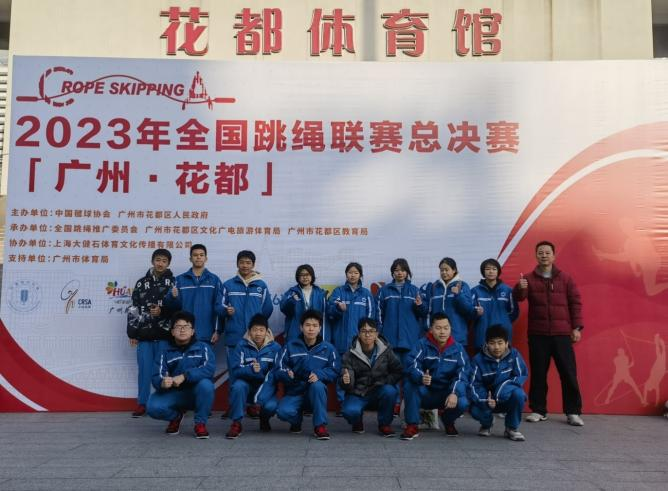 花都体育馆
ROPE SKIPPING
2023年全国跳绳联赛总决赛
「广州·花都」
主办单位:中国毽球协会 广州市花都区人民政府
承办单位:全国跳绳推广委员会 广州市花都区文化广电旅游体育局 广州市花都区教育局
协办单位:上海大健石体育文化传播有限公司
支持单位:广州市体育局
CRSA